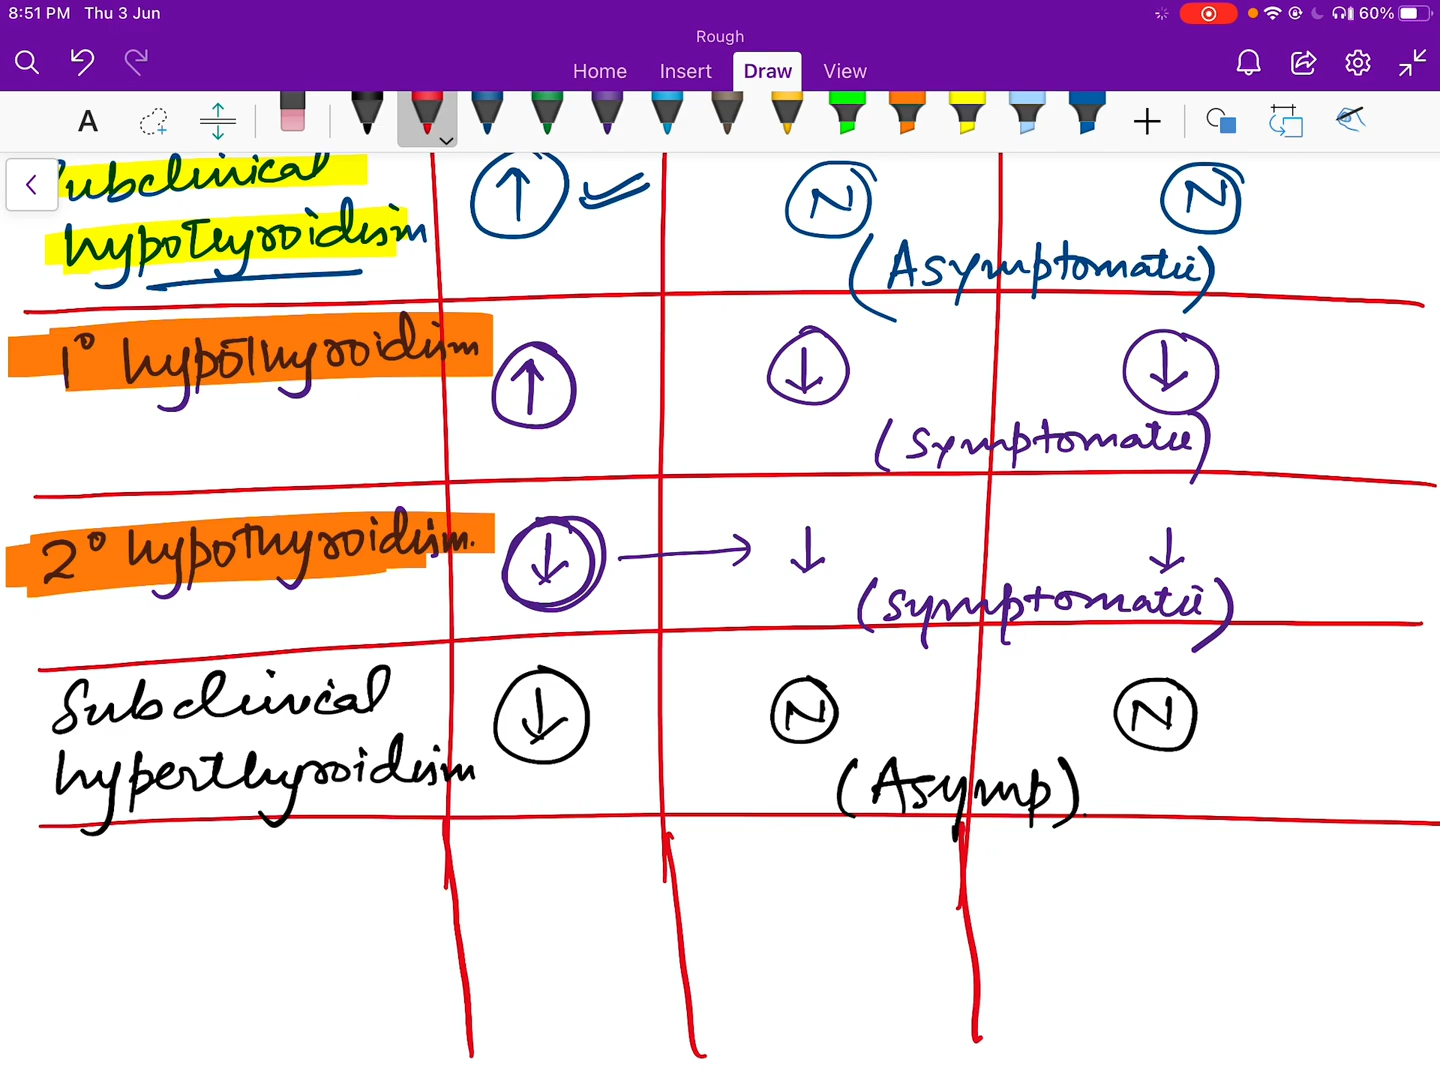 8:51 PM Thu 3 Jun 60%
Rough
Home Insert Draw View
A
Subclinical ↑ N N
hypothyroidism (Asymptomatic)
1° hypothyroidism ↑ ↓ ↓
(Symptomatic)
2° hypothyroidism. ↓ → ↓ ↓
(Symptomatic)
Subclinical ↓ N N
hyperthyroidism (Asymp).